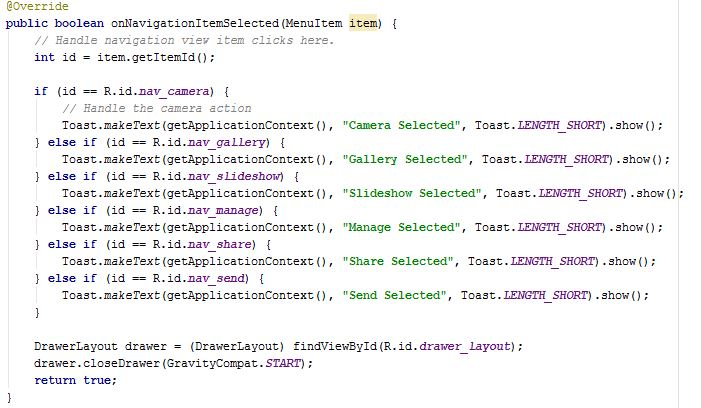 @Override
public boolean onNavigationItemSelected(MenuItem item) {
    // Handle navigation view item clicks here.
    int id = item.getItemId();

    if (id == R.id.nav_camera) {
        // Handle the camera action
        Toast.makeText(getApplicationContext(), "Camera Selected", Toast.LENGTH_SHORT).show();
    } else if (id == R.id.nav_gallery) {
        Toast.makeText(getApplicationContext(), "Gallery Selected", Toast.LENGTH_SHORT).show();
    } else if (id == R.id.nav_slideshow) {
        Toast.makeText(getApplicationContext(), "Slideshow Selected", Toast.LENGTH_SHORT).show();
    } else if (id == R.id.nav_manage) {
        Toast.makeText(getApplicationContext(), "Manage Selected", Toast.LENGTH_SHORT).show();
    } else if (id == R.id.nav_share) {
        Toast.makeText(getApplicationContext(), "Share Selected", Toast.LENGTH_SHORT).show();
    } else if (id == R.id.nav_send) {
        Toast.makeText(getApplicationContext(), "Send Selected", Toast.LENGTH_SHORT).show();
    }

    DrawerLayout drawer = (DrawerLayout) findViewById(R.id.drawer_layout);
    drawer.closeDrawer(GravityCompat.START);
    return true;
}